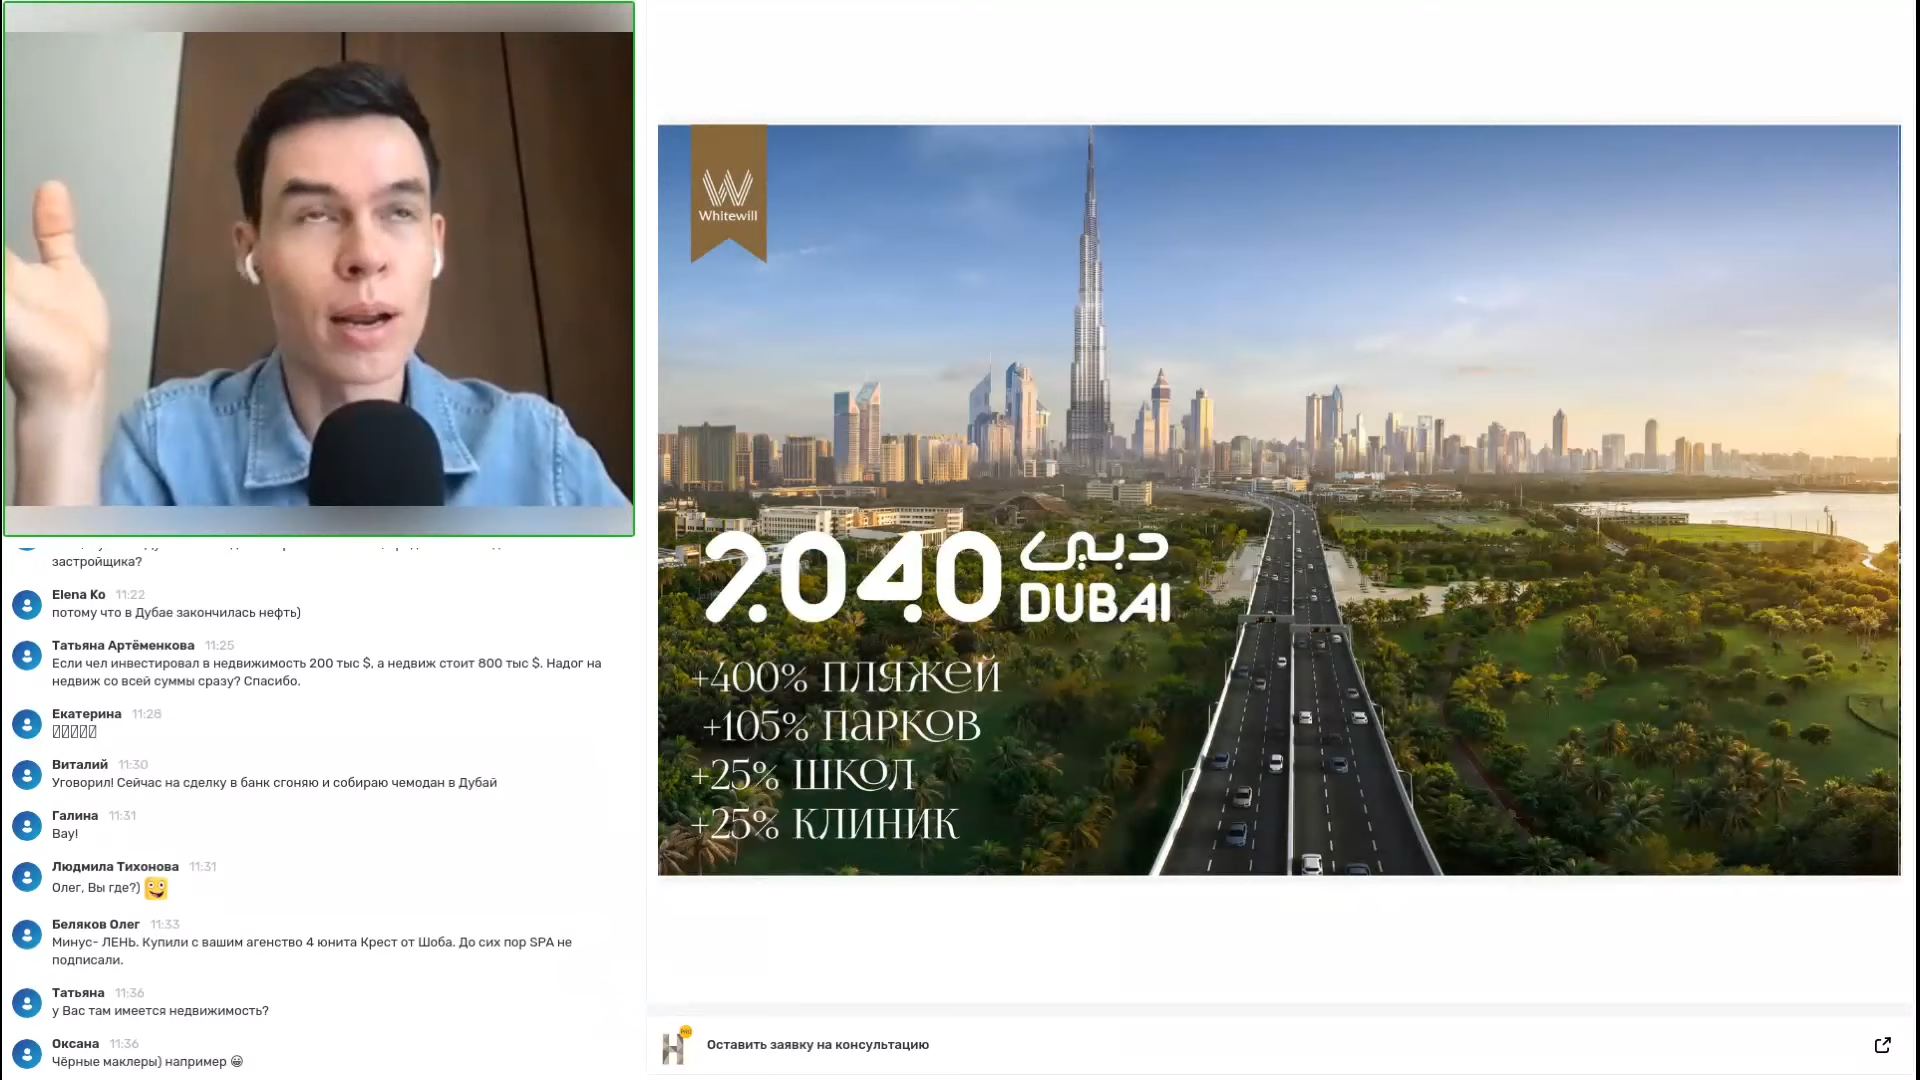 застройщика?
Elena Ko 11:22
потому что в Дубае закончилась нефть)
Татьяна Артёменкова 11:25
Если чел инвестировал в недвижимость 200 тыс $, а недвиж стоит 800 тыс $. Надог на
недвиж со всей суммы сразу? Спасибо.
Екатерина 11:28
Виталий 11:30
Уговорил! Сейчас на сделку в банк сгоняю и собираю чемодан в Дубай
Галина 11:31
Вау!
Людмила Тихонова 11:31
Олег, Вы где?)
Беляков Олег 11:33
Минус- ЛЕНЬ. Купили с вашим агенство 4 юнита Крест от Шоба. До сих пор SPA не
подписали.
Татьяна 11:36
у Вас там имеется недвижимость?
Оксана 11:36
Чёрные маклеры) например 😀
W
Whitewill
2040 دبي
DUBAI
+400% ПЛЯЖЕЙ
+105% ПАРКОВ
+25% ШКОЛ
+25% КЛИНИК
H PRO
Оставить заявку на консультацию